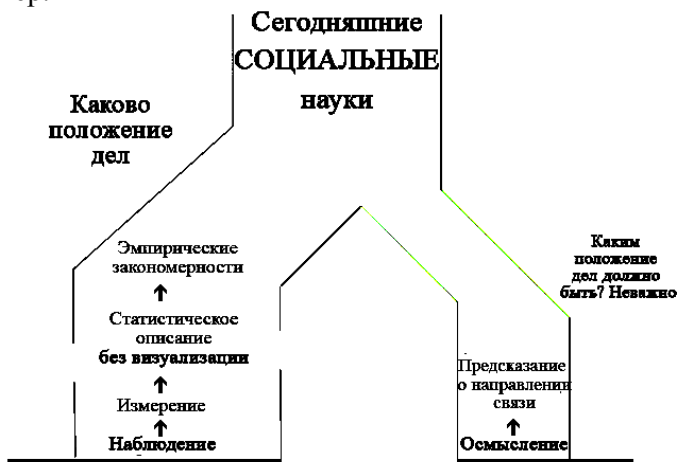 Сегодняшние
СОЦИАЛЬНЫЕ
науки
Каково
положение
дел
Эмпирические
закономерности
Статистическое
описание
без визуализации
Измерение
Наблюдение
Каким
положение
дел должно
быть? Неважно
Предсказание
о направлении
связи
Осмысление